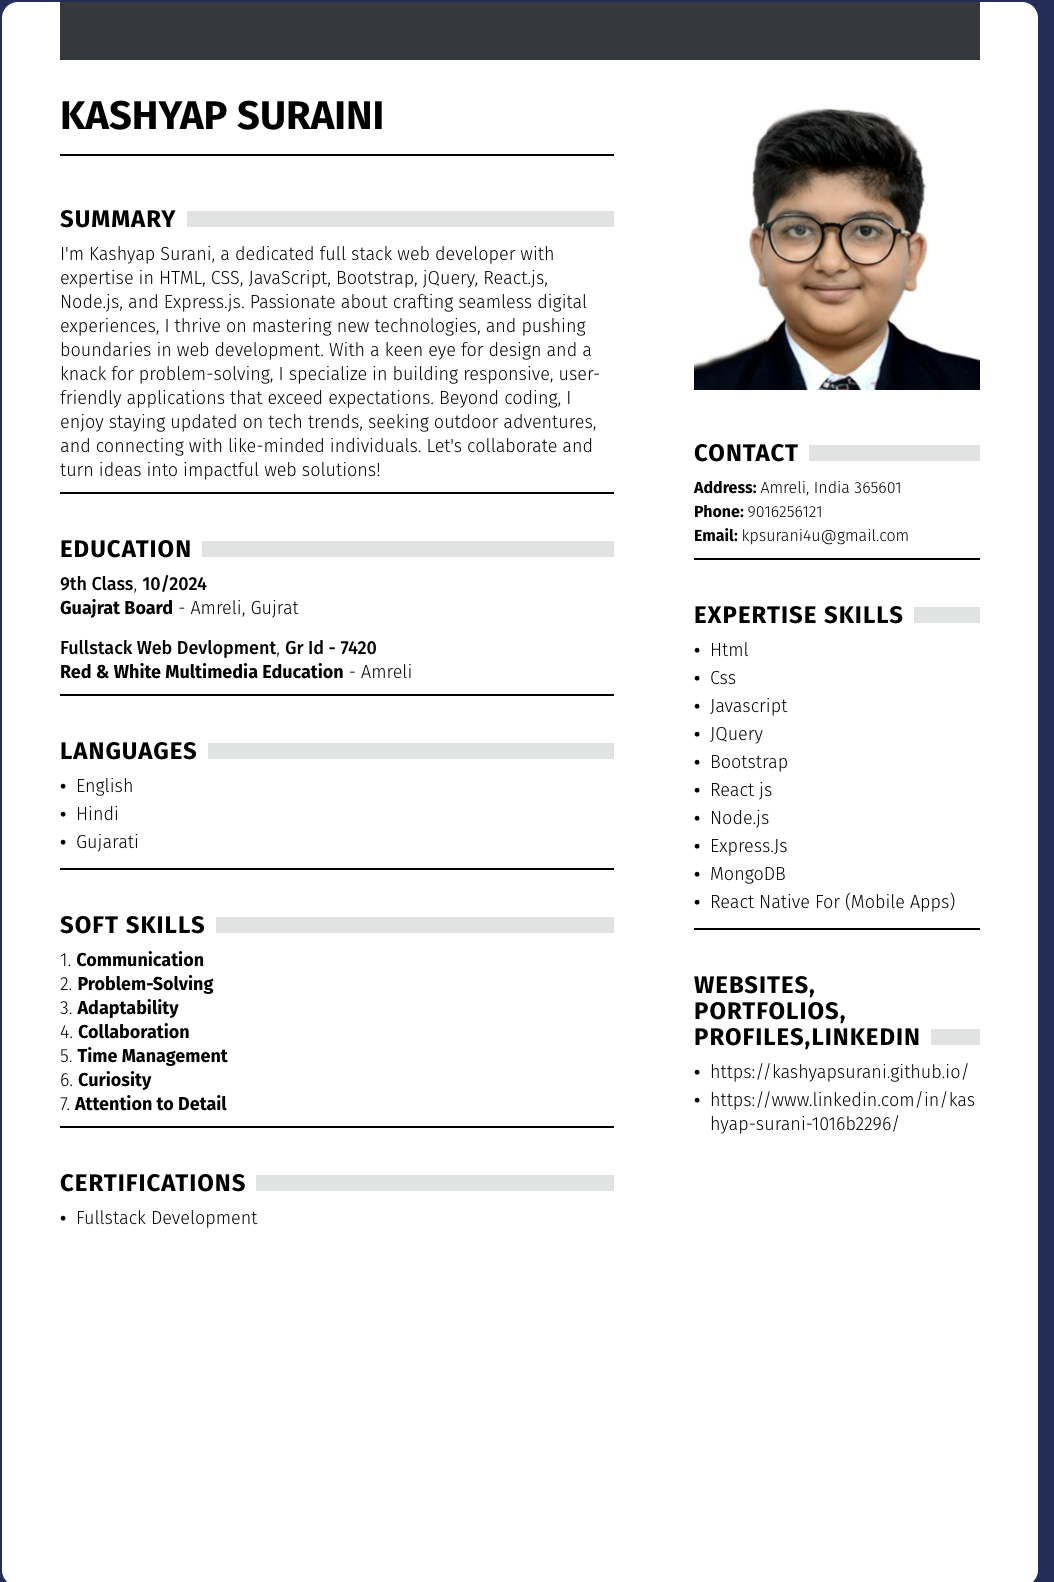 KASHYAP SURAINI
SUMMARY
I'm Kashyap Surani, a dedicated full stack web developer with
expertise in HTML, CSS, JavaScript, Bootstrap, jQuery, React.js,
Node.js, and Express.js. Passionate about crafting seamless digital
experiences, I thrive on mastering new technologies, and pushing
boundaries in web development. With a keen eye for design and a
knack for problem-solving, I specialize in building responsive, user-
friendly applications that exceed expectations. Beyond coding, I
enjoy staying updated on tech trends, seeking outdoor adventures,
and connecting with like-minded individuals. Let's collaborate and
turn ideas into impactful web solutions!
EDUCATION
9th Class, 10/2024
Guajrat Board - Amreli, Gujrat
Fullstack Web Devlopment, Gr Id - 7420
Red & White Multimedia Education - Amreli
LANGUAGES
• English
• Hindi
• Gujarati
SOFT SKILLS
1. Communication
2. Problem-Solving
3. Adaptability
4. Collaboration
5. Time Management
6. Curiosity
7. Attention to Detail
CERTIFICATIONS
• Fullstack Development
CONTACT
Address: Amreli, India 365601
Phone: 9016256121
Email: kpsurani4u@gmail.com
EXPERTISE SKILLS
• Html
• Css
• Javascript
• JQuery
• Bootstrap
• React js
• Node.js
• Express.Js
• MongoDB
• React Native For (Mobile Apps)
WEBSITES,
PORTFOLIOS,
PROFILES,LINKEDIN
• https://kashyapsurani.github.io/
• https://www.linkedin.com/in/kas
hyap-surani-1016b2296/